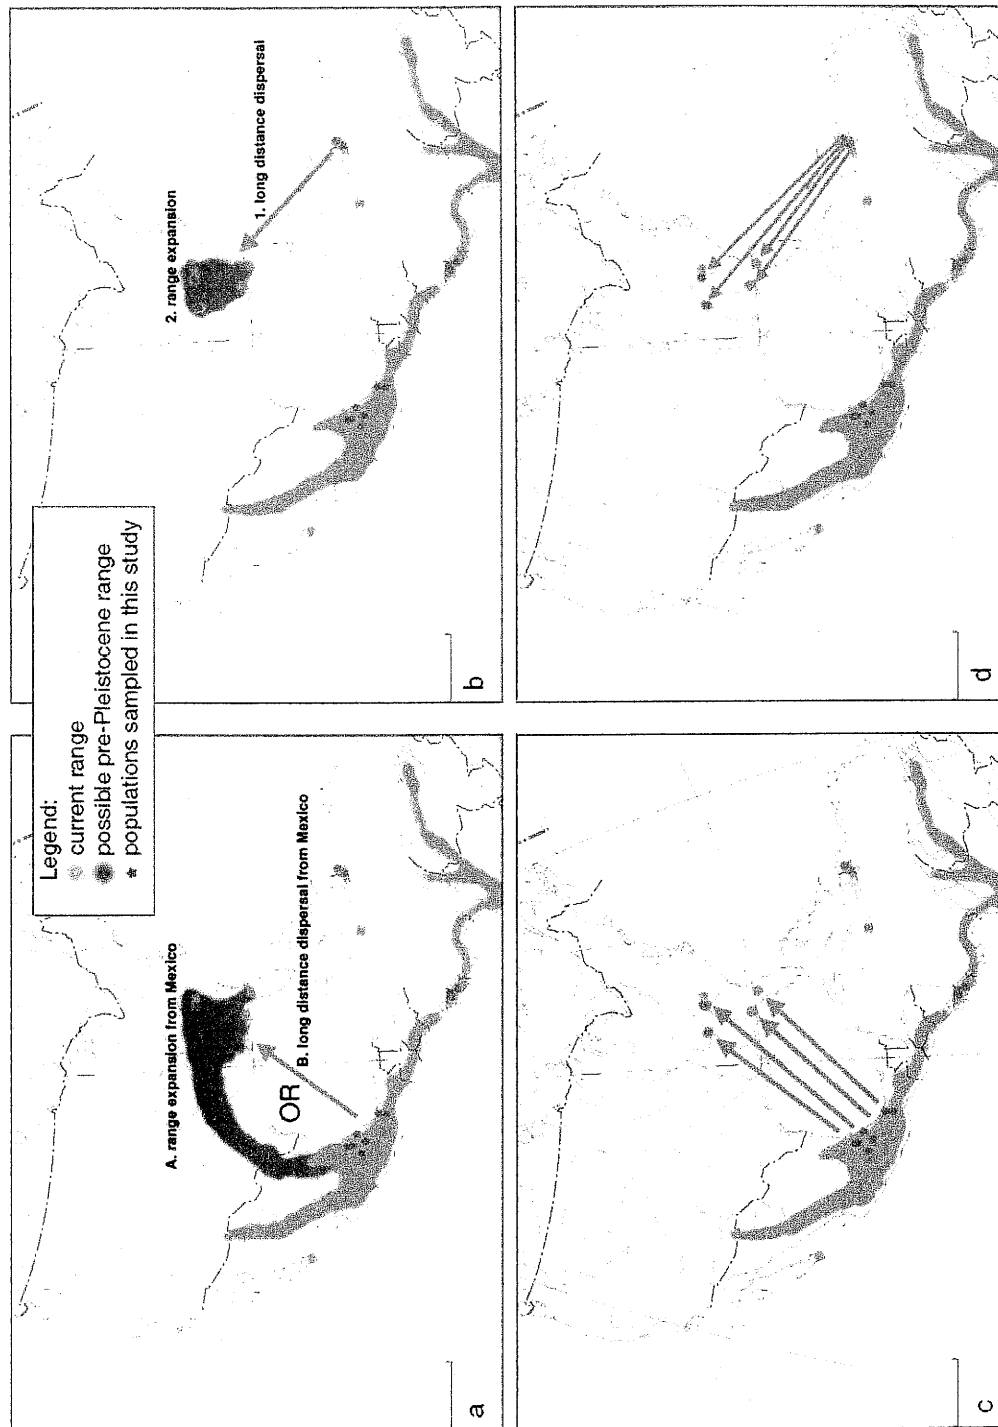 Legend:
current range
possible pre-Pleistocene range
populations sampled in this study
A. range expansion from Mexico
OR
B. long distance dispersal from Mexico
a
2. range expansion
1. long distance dispersal
b
c
d